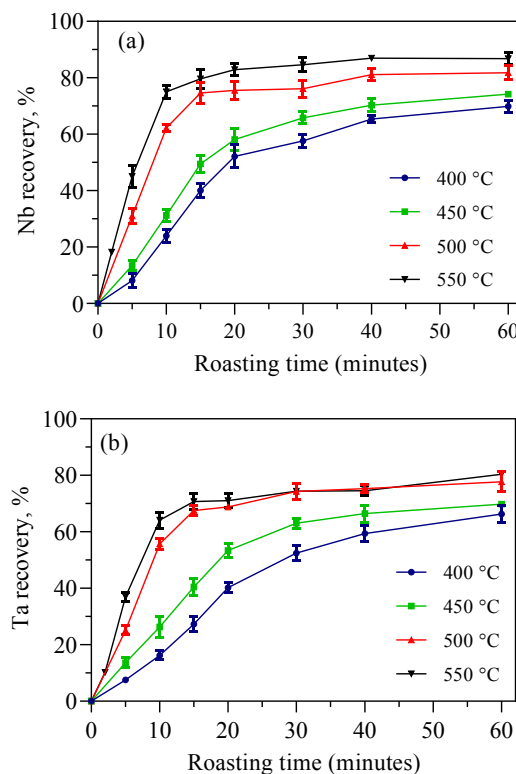 (a)
Nb recovery, %
100
80
60
40
20
0
400 °C
450 °C
500 °C
550 °C
0 10 20 30 40 50 60
Roasting time (minutes)
(b)
Ta recovery, %
100
80
60
40
20
0
400 °C
450 °C
500 °C
550 °C
0 10 20 30 40 50 60
Roasting time (minutes)